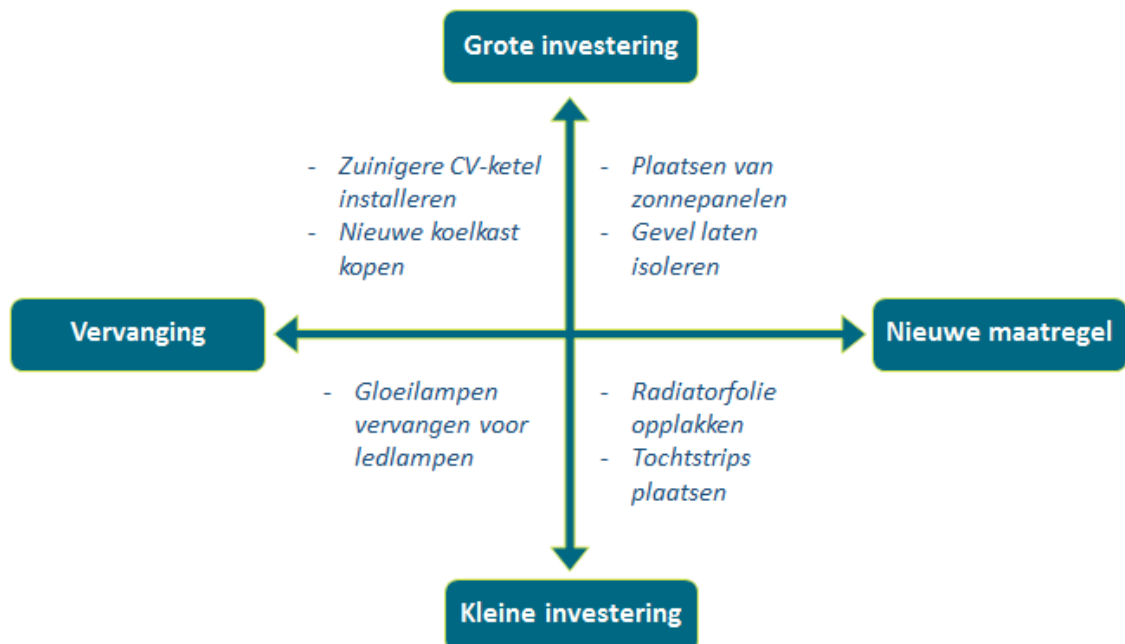 Grote investering
- Zuinigere CV-ketel
installeren
- Nieuwe koelkast
kopen
- Plaatsen van
zonnepanelen
- Gevel laten
isoleren
Vervanging
Nieuwe maatregel
- Gloeilampen
vervangen voor
ledlampen
- Radiatorfolie
opplakken
- Tochtstrips
plaatsen
Kleine investering